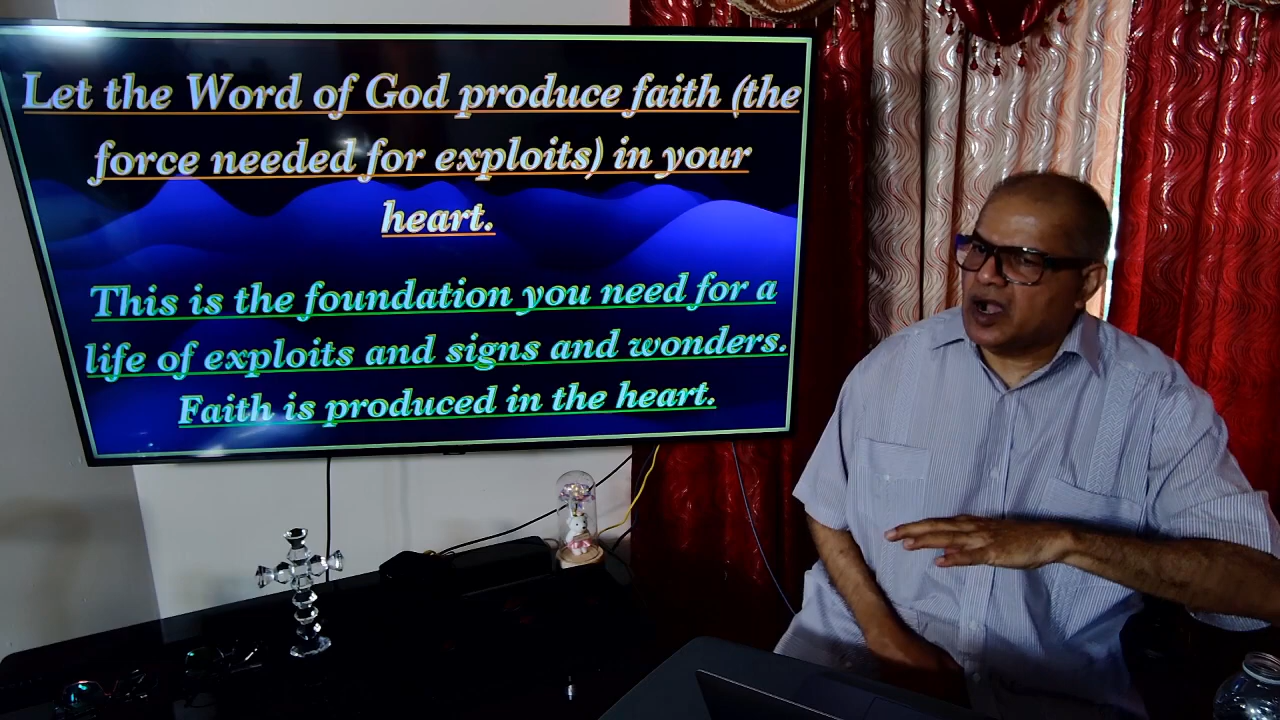 Let the Word of God produce faith (the
force needed for exploits) in your
heart.
This is the foundation you need for a
life of exploits and signs and wonders.
Faith is produced in the heart.